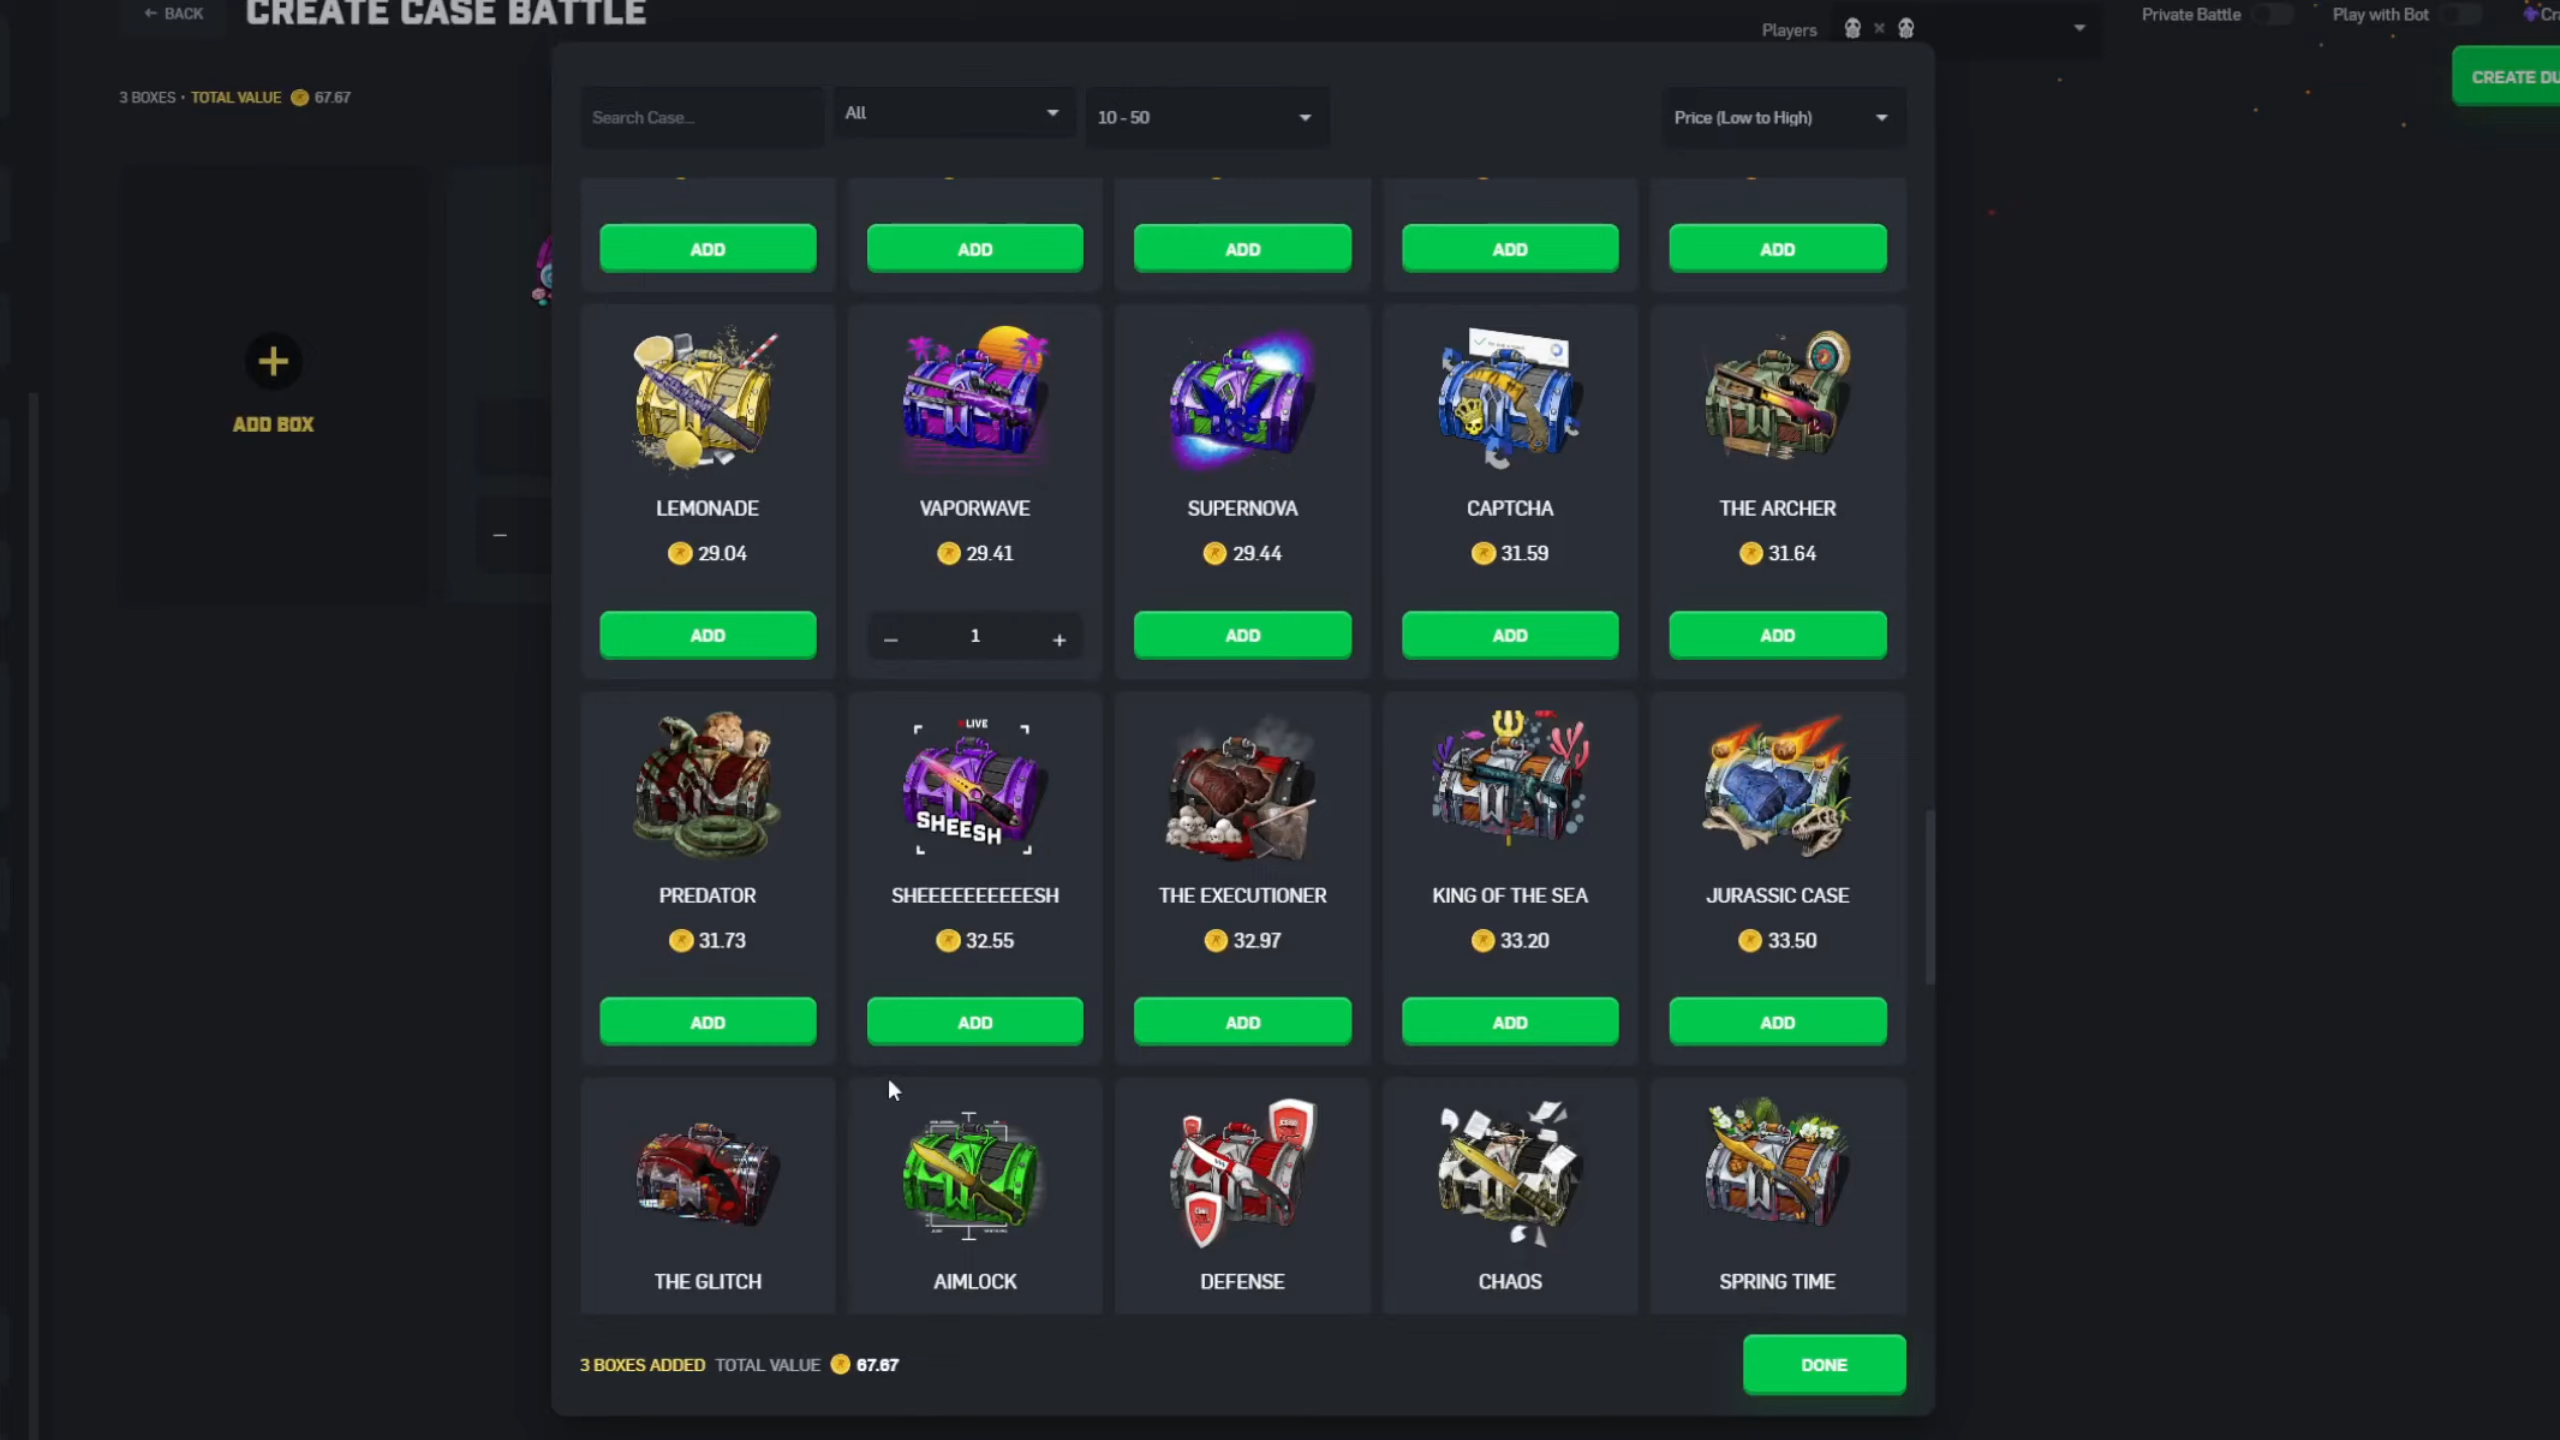 ← BACK
CREATE CASE BATTLE
Players
Private Battle
Play with Bot
3 BOXES · TOTAL VALUE 67.67
Search Case...
All
10 - 50
Price (Low to High)
ADD ADD ADD ADD ADD
+
ADD BOX
–
LEMONADE VAPORWAVE SUPERNOVA CAPTCHA THE ARCHER
29.04 29.41 29.44 31.59 31.64
ADD – 1 + ADD ADD ADD
LIVE
SHEESH
PREDATOR SHEEEEEEEEEESH THE EXECUTIONER KING OF THE SEA JURASSIC CASE
31.73 32.55 32.97 33.20 33.50
ADD ADD ADD ADD ADD
THE GLITCH AIMLOCK DEFENSE CHAOS SPRING TIME
3 BOXES ADDED TOTAL VALUE 67.67
DONE